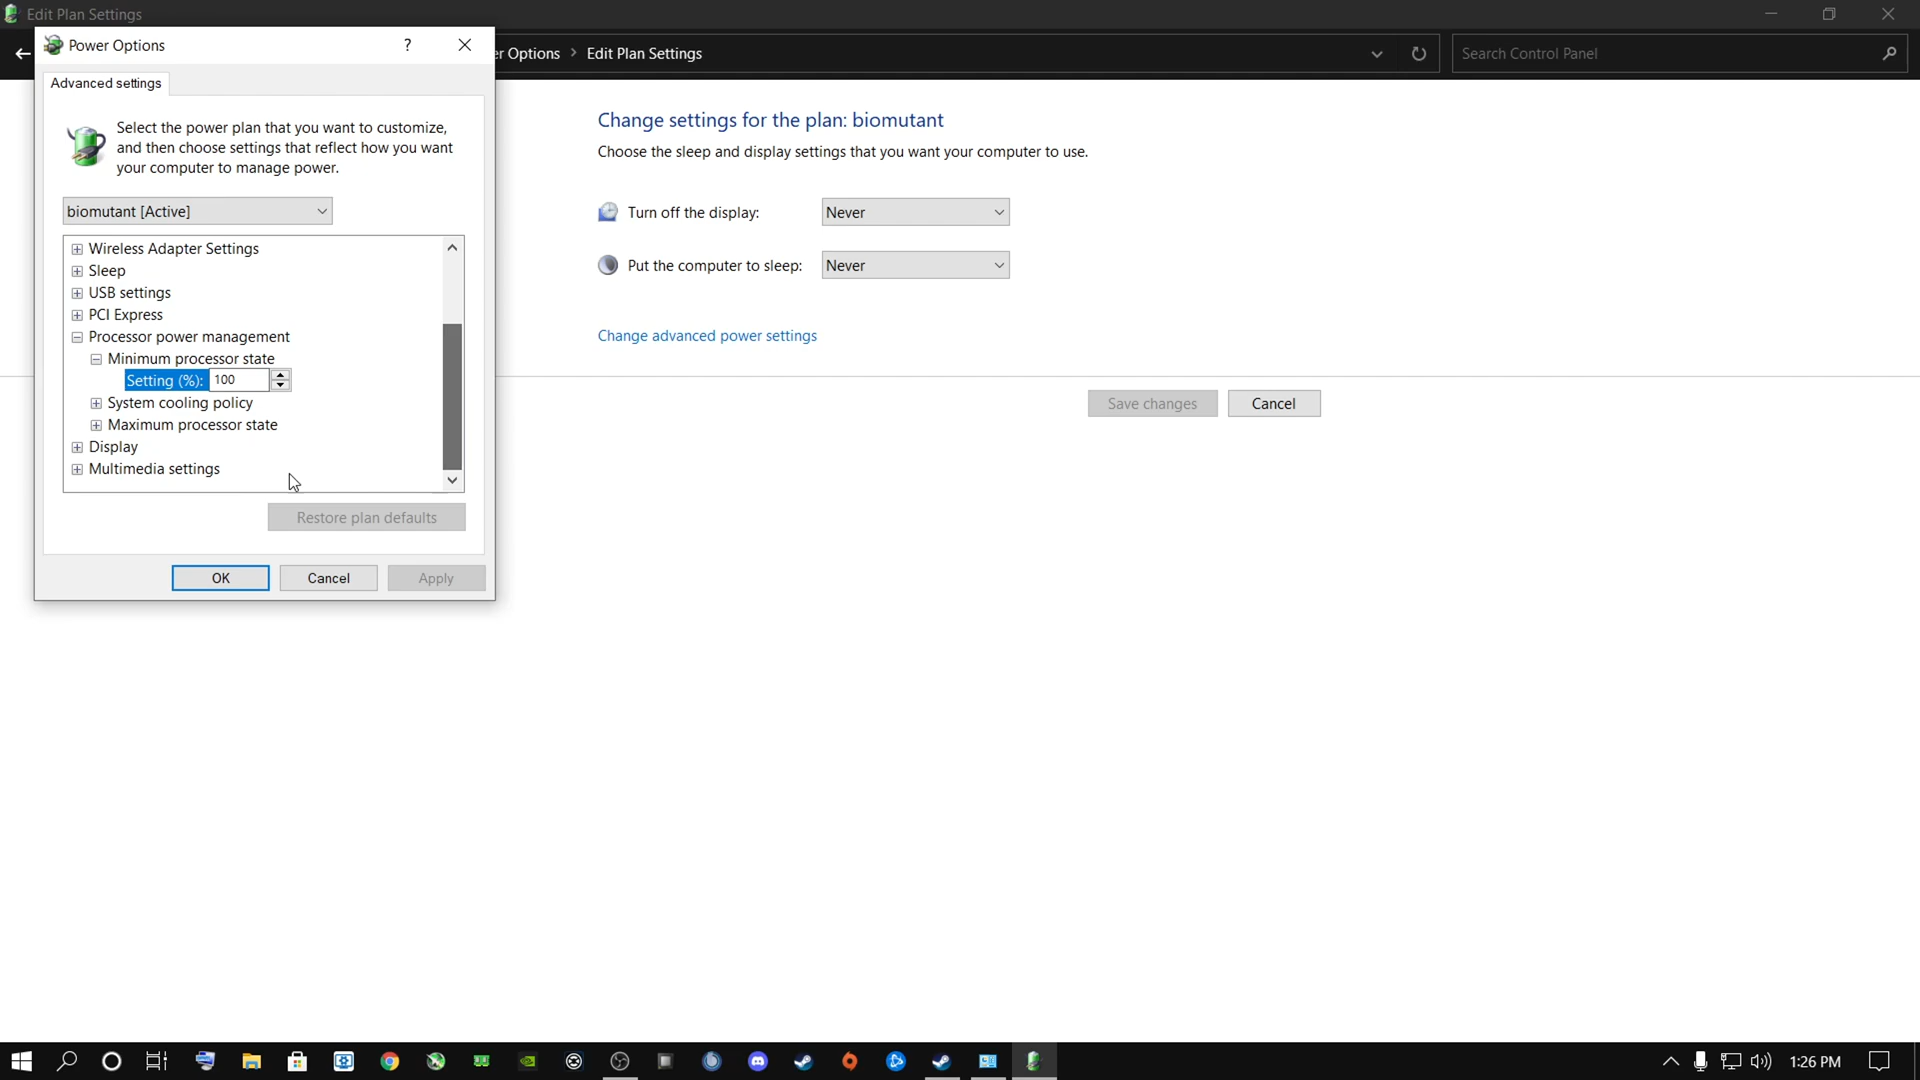 Edit Plan Settings
Power Options
?
er Options > Edit Plan Settings
Search Control Panel
Advanced settings
Select the power plan that you want to customize,
and then choose settings that reflect how you want
your computer to manage power.
biomutant [Active]
Wireless Adapter Settings
Sleep
USB settings
PCI Express
Processor power management
Minimum processor state
Setting (%): 100
System cooling policy
Maximum processor state
Display
Multimedia settings
Restore plan defaults
OK
Cancel
Apply
Change settings for the plan: biomutant
Choose the sleep and display settings that you want your computer to use.
Turn off the display:
Never
Put the computer to sleep:
Never
Change advanced power settings
Save changes
Cancel
1:26 PM